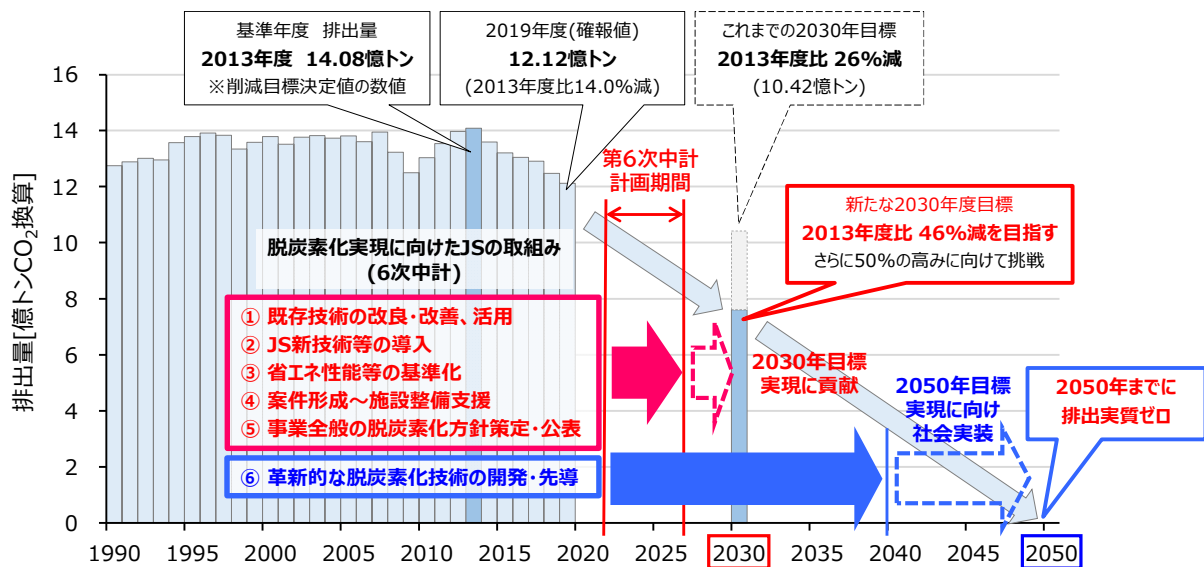 基準年度 排出量
2013年度 14.08億トン
※削減目標決定値の数値
2019年度(確報値)
12.12億トン
(2013年度比14.0%減)
これまでの2030年目標
2013年度比 26%減
(10.42億トン)
排出量[億トンCO2換算]
16
14
12
10
8
6
4
2
0
第6次中計
計画期間
新たな2030年度目標
2013年度比 46%減を目指す
さらに50%の高みに向けて挑戦
脱炭素化実現に向けたJSの取組み
(6次中計)
① 既存技術の改良・改善、活用
② JS新技術等の導入
③ 省エネ性能等の基準化
④ 案件形成～施設整備支援
⑤ 事業全般の脱炭素化方針策定・公表
⑥ 革新的な脱炭素化技術の開発・先導
2030年目標
実現に貢献
2050年目標
実現に向け
社会実装
2050年までに
排出実質ゼロ
1990 1995 2000 2005 2010 2015 2020 2025 2030 2035 2040 2045 2050